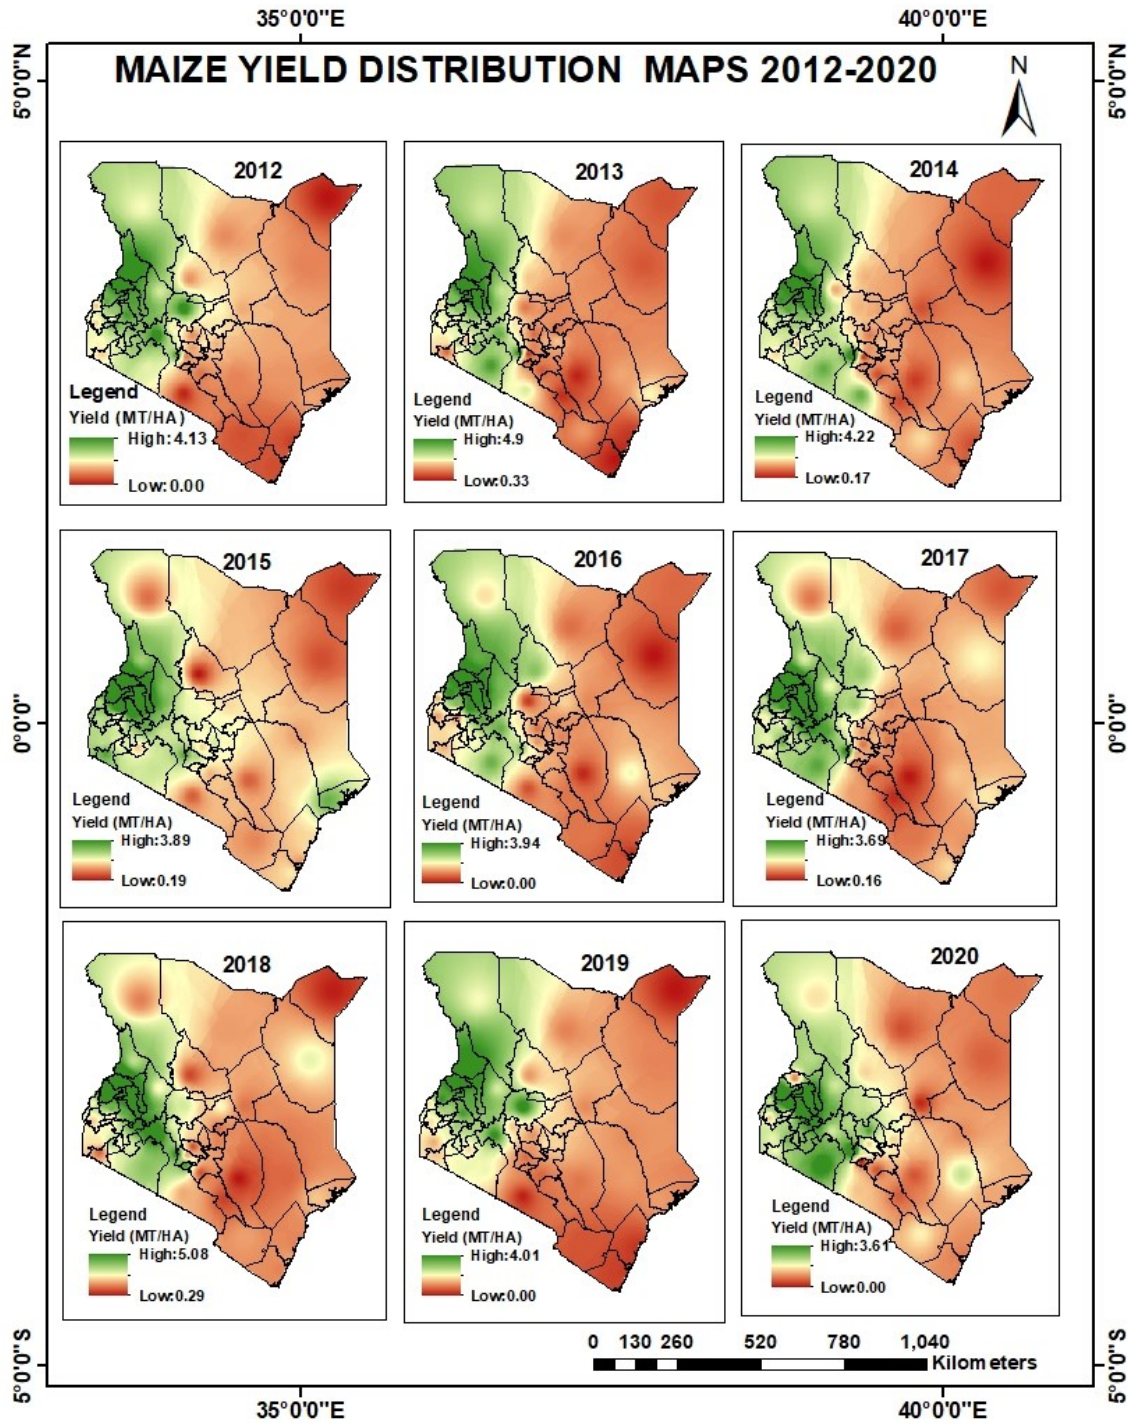 35°0'0"E 40°0'0"E
5°0'0"N 5°0'0"N
MAIZE YIELD DISTRIBUTION MAPS 2012-2020
N
2012
Legend
Yield (MT/HA)
High:4.13
Low:0.00
2013
Legend
Yield (MT/HA)
High:4.9
Low:0.33
2014
Legend
Yield (MT/HA)
High:4.22
Low:0.17
2015
Legend
Yield (MT/HA)
High:3.89
Low:0.19
2016
Legend
Yield (MT/HA)
High:3.94
Low:0.00
2017
Legend
Yield (MT/HA)
High:3.69
Low:0.16
0°0'0" 0°0'0"
2018
Legend
Yield (MT/HA)
High:5.08
Low:0.29
2019
Legend
Yield (MT/HA)
High:4.01
Low:0.00
2020
Legend
Yield (MT/HA)
High:3.61
Low:0.00
0 130 260 520 780 1,040
Kilometers
5°0'0"S 5°0'0"S
35°0'0"E 40°0'0"E